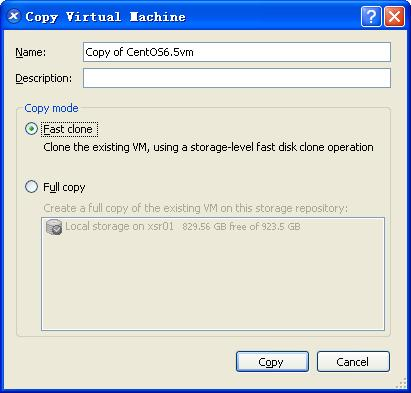 Copy Virtual Machine
Name: Copy of CentOS6.5vm
Description:
Copy mode
Fast clone
Clone the existing VM, using a storage-level fast disk clone operation
Full copy
Create a full copy of the existing VM on this storage repository:
Local storage on xsr01 829.56 GB free of 923.5 GB
Copy Cancel